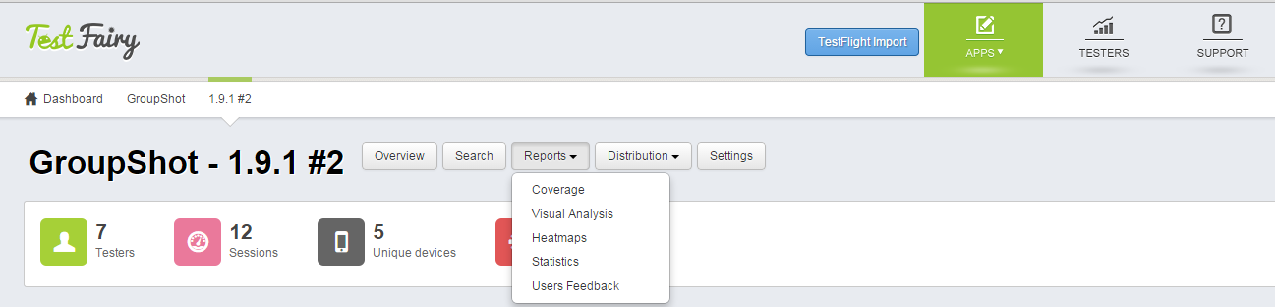 Test Fairy
TestFlight Import
APPS
TESTERS
SUPPORT
Dashboard
GroupShot
1.9.1 #2
GroupShot - 1.9.1 #2
Overview
Search
Reports
Distribution
Settings
Coverage
Visual Analysis
Heatmaps
Statistics
Users Feedback
7
Testers
12
Sessions
5
Unique devices